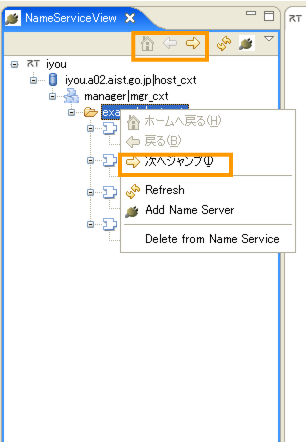 NameServiceView
RT iyou
iyou.a02.aist.go.jp|host_cxt
manager|mgr_cxt
ホームへ戻る(H)
戻る(B)
次へジャンプ(I)
Refresh
Add Name Server
Delete from Name Service